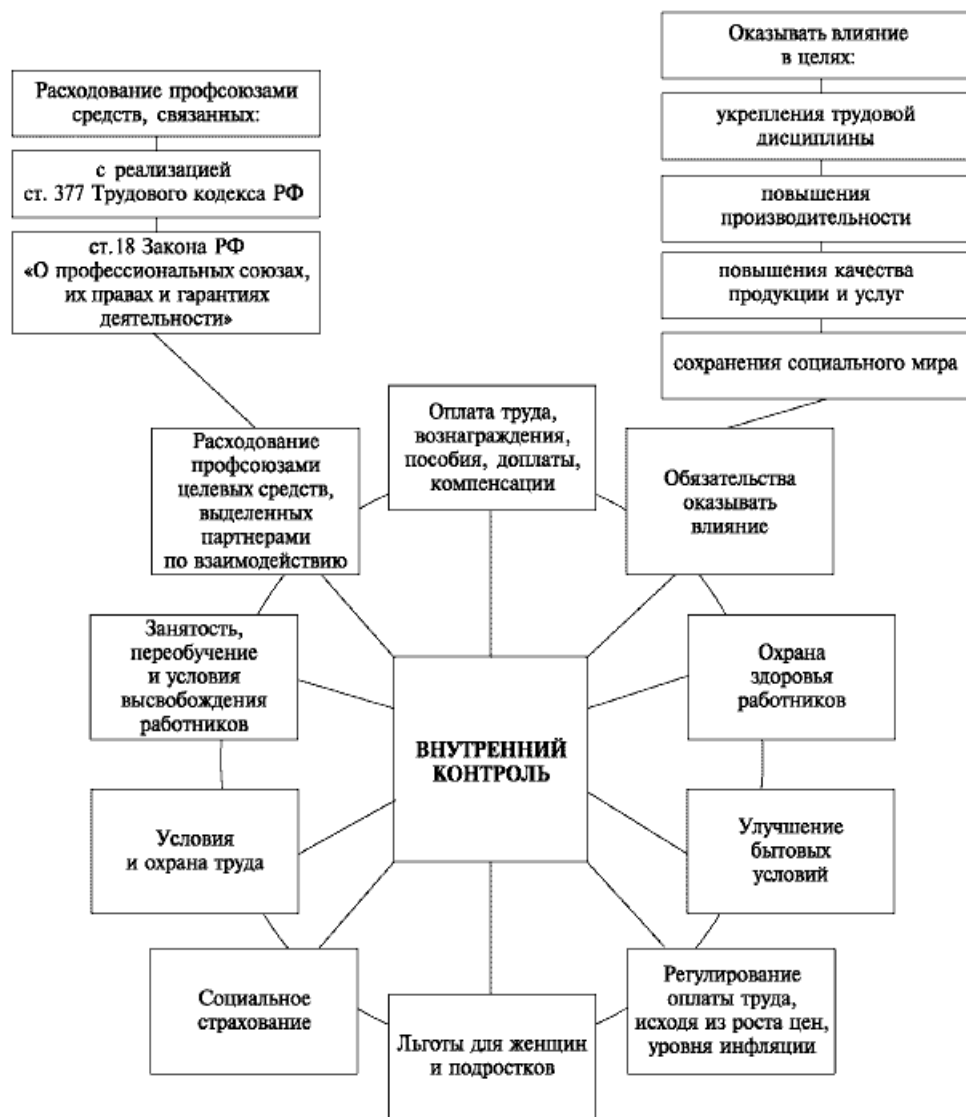 Оказывать влияние
в целях:
укрепления трудовой
дисциплины
повышения
производительности
повышения качества
продукции и услуг
сохранения социального мира
Расходование профсоюзами
средств, связанных:
с реализацией
ст. 377 Трудового кодекса РФ
ст.18 Закона РФ
«О профессиональных союзах,
их правах и гарантиях
деятельности»
Расходование
профсоюзами
целевых средств,
выделенных
партнерами
по взаимодействию
Оплата труда,
вознаграждения,
пособия, доплаты,
компенсации
Обязательства
оказывать
влияние
Занятость,
переобучение
и условия
высвобождения
работников
Охрана
здоровья
работников
ВНУТРЕННИЙ
КОНТРОЛЬ
Условия
и охрана труда
Улучшение
бытовых
условий
Социальное
страхование
Льготы для женщин
и подростков
Регулирование
оплаты труда,
исходя из роста цен,
уровня инфляции